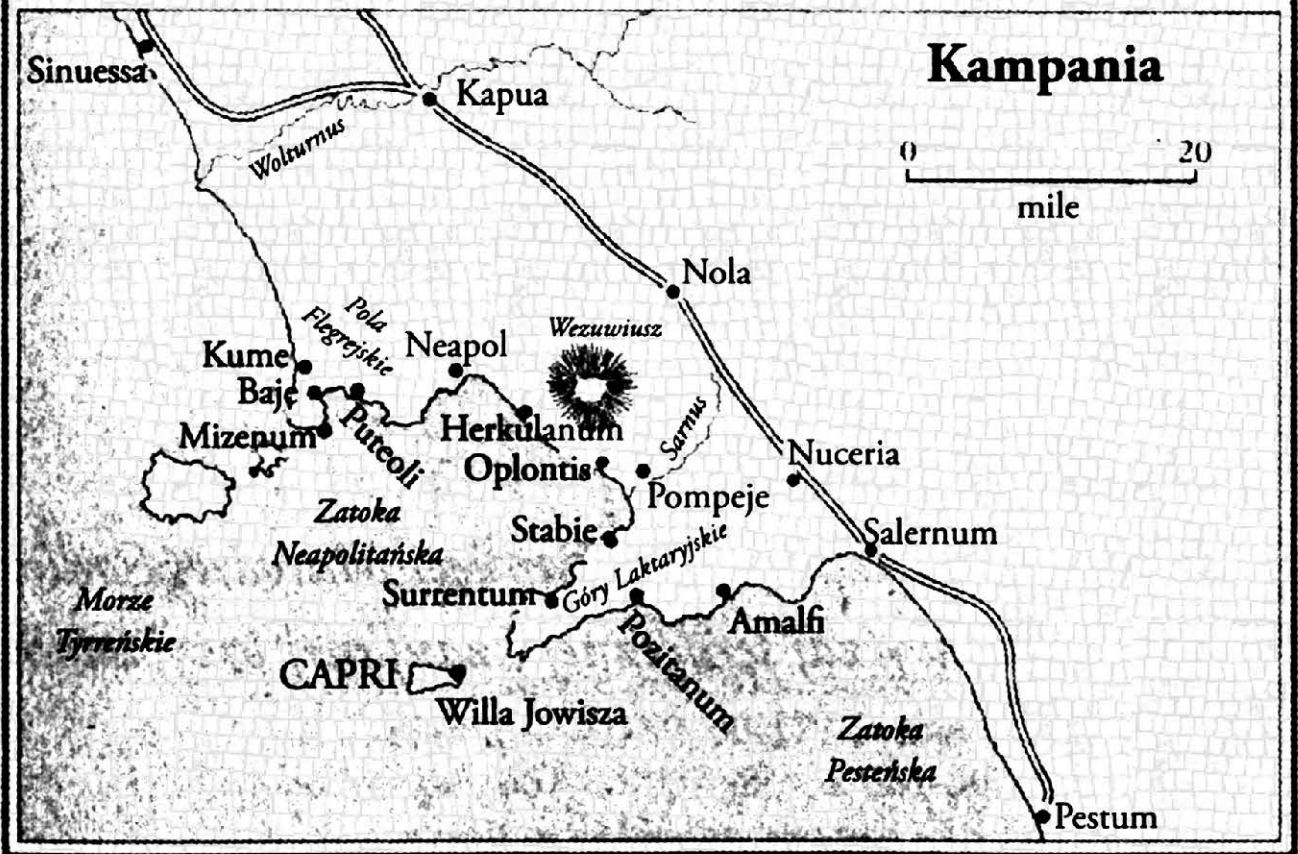 Kampania
0 20
mile
Sinuessa
Kapua
Wolturnus
Nola
Pola
Flegrejskie
Neapol
Wezuwiusz
Kume
Baje
Mizenum
Puteoli
Herkulanum
Sarnus
Oplontis
Pompeje
Nuceria
Zatoka
Neapolitańska
Stabie
Salernum
Góry Laktaryjskie
Surrentum
Morze
Tyrreńskie
Pozitanum
Amalfi
CAPRI
Willa Jowisza
Zatoka
Pesteńska
Pestum